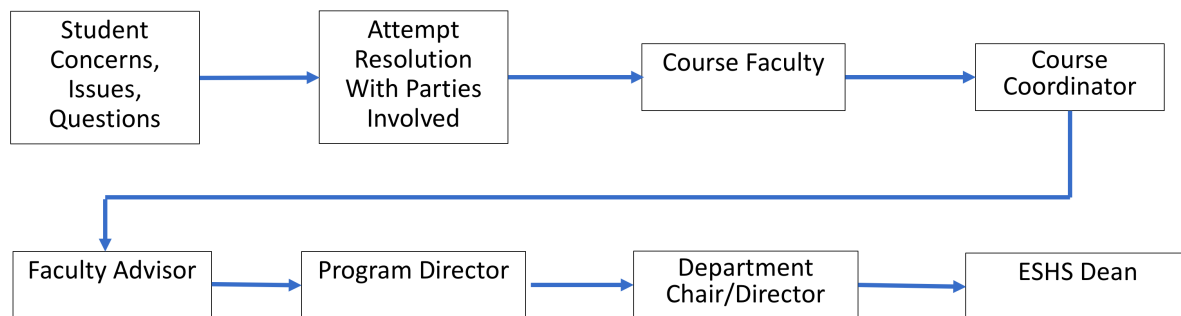 Student
Concerns,
Issues,
Questions
Attempt
Resolution
With Parties
Involved
Course Faculty
Course
Coordinator
Faculty Advisor
Program Director
Department
Chair/Director
ESHS Dean